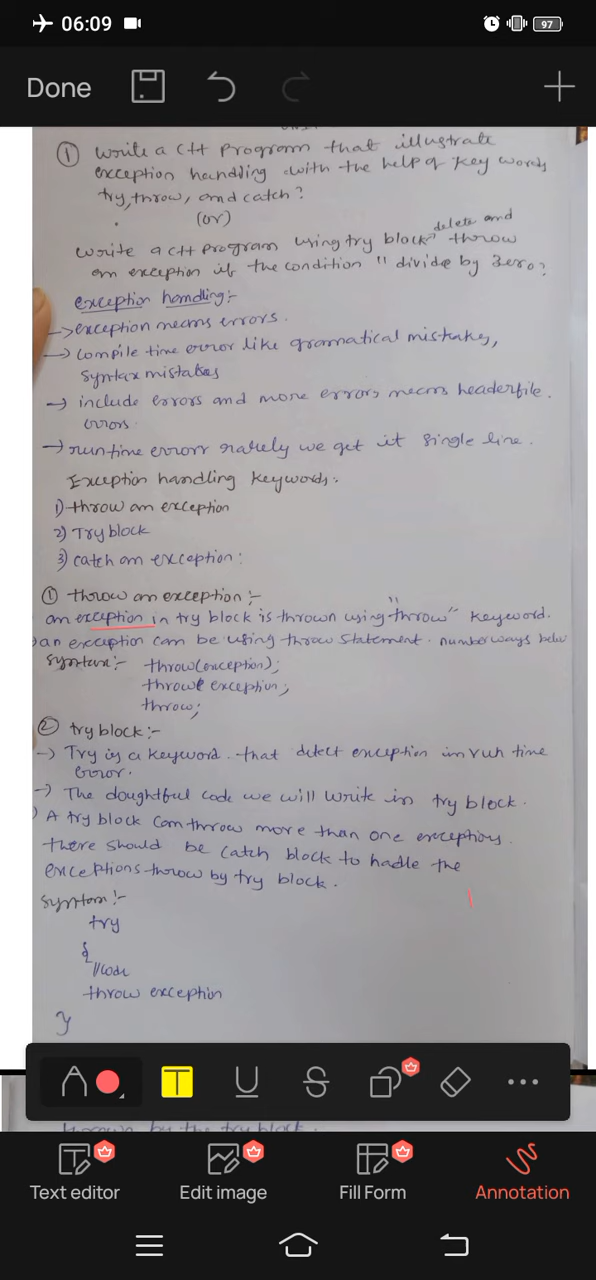 06:09
97
Done
① write a C++ Program that illustrate
exception handling with the help of key words
try, throw, and catch?
(or)
write a C++ program using try block delete and throw
an exception if the condition " divide by zero?
exception handling:-
→ exception means errors.
→ compile time error like gramatical mistakes,
syntax mistakes
→ include errors and more errors means headerfile.
errors.
→ runtime errorr rarely we get it single line.
Exception handling keywords:
1) throw an exception
2) Try block
3) catch an exception:
① throw an exception:-
an exception in try block is thrown using "throw" keyword.
an exception can be using throw statement. number ways below
syntax:- throw(exception);
throw exception;
throw;
② try block:-
→ Try is a keyword. that detect exception in run time
error.
→ The doughtful code we will write in try block.
) A try block can throw more than one exceptions.
there should be catch block to hadle the
exceptions throw by try block.
syntax:-
try
{
//code
throw exception
}
thrown by the try block.
T U S
Text editor Edit image Fill Form Annotation